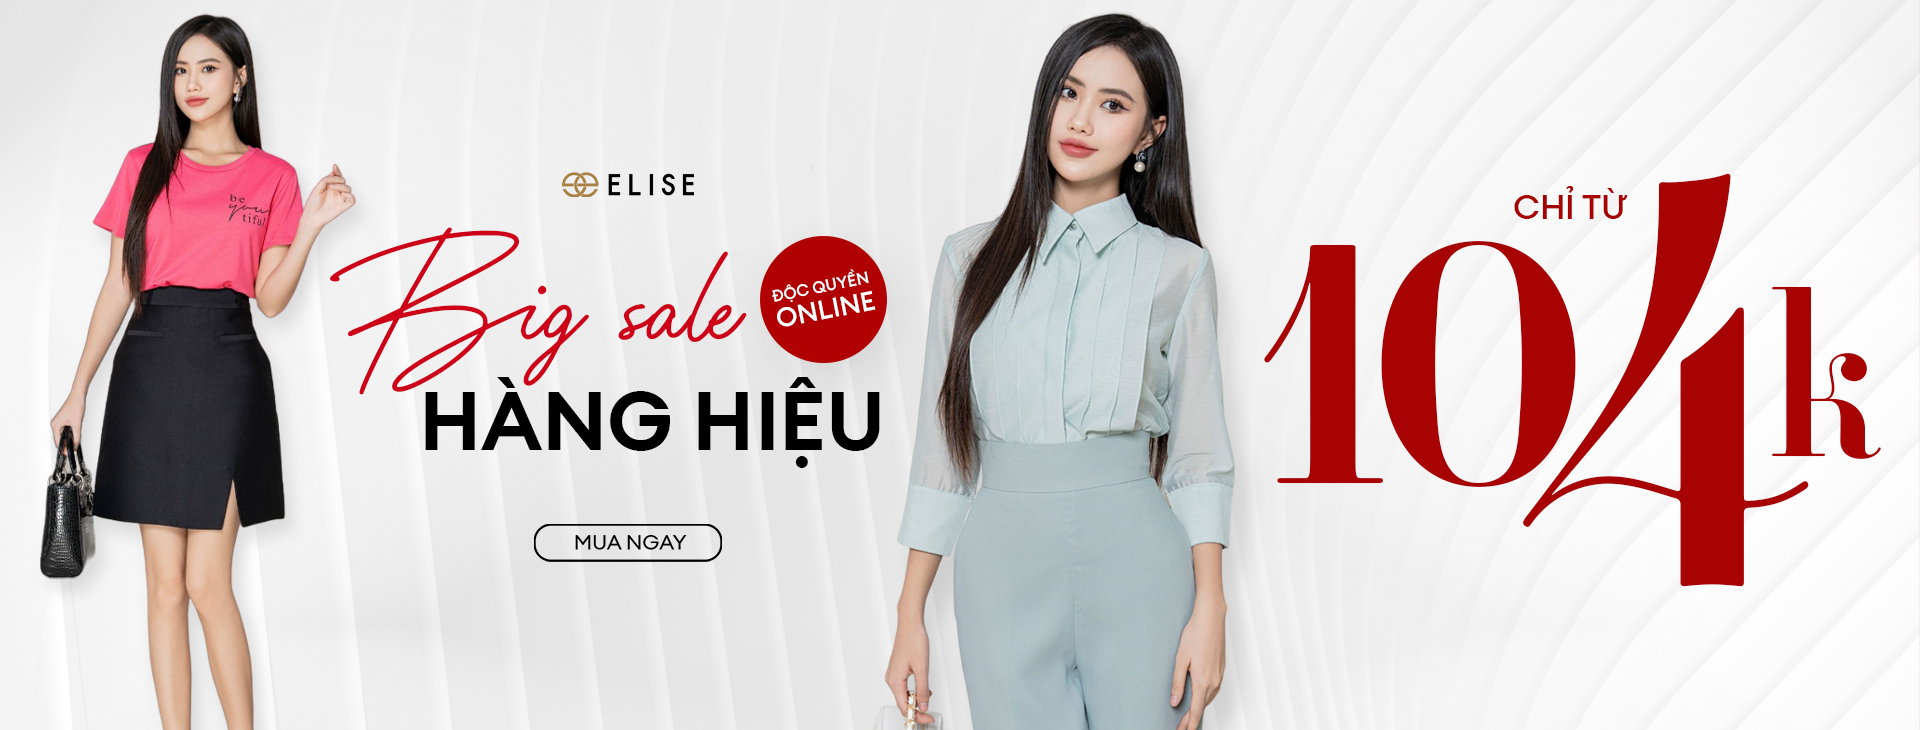 be
you
tiful
ELISE
Big sale
ĐỘC QUYỀN
ONLINE
HÀNG HIỆU
MUA NGAY
CHỈ TỪ
104k